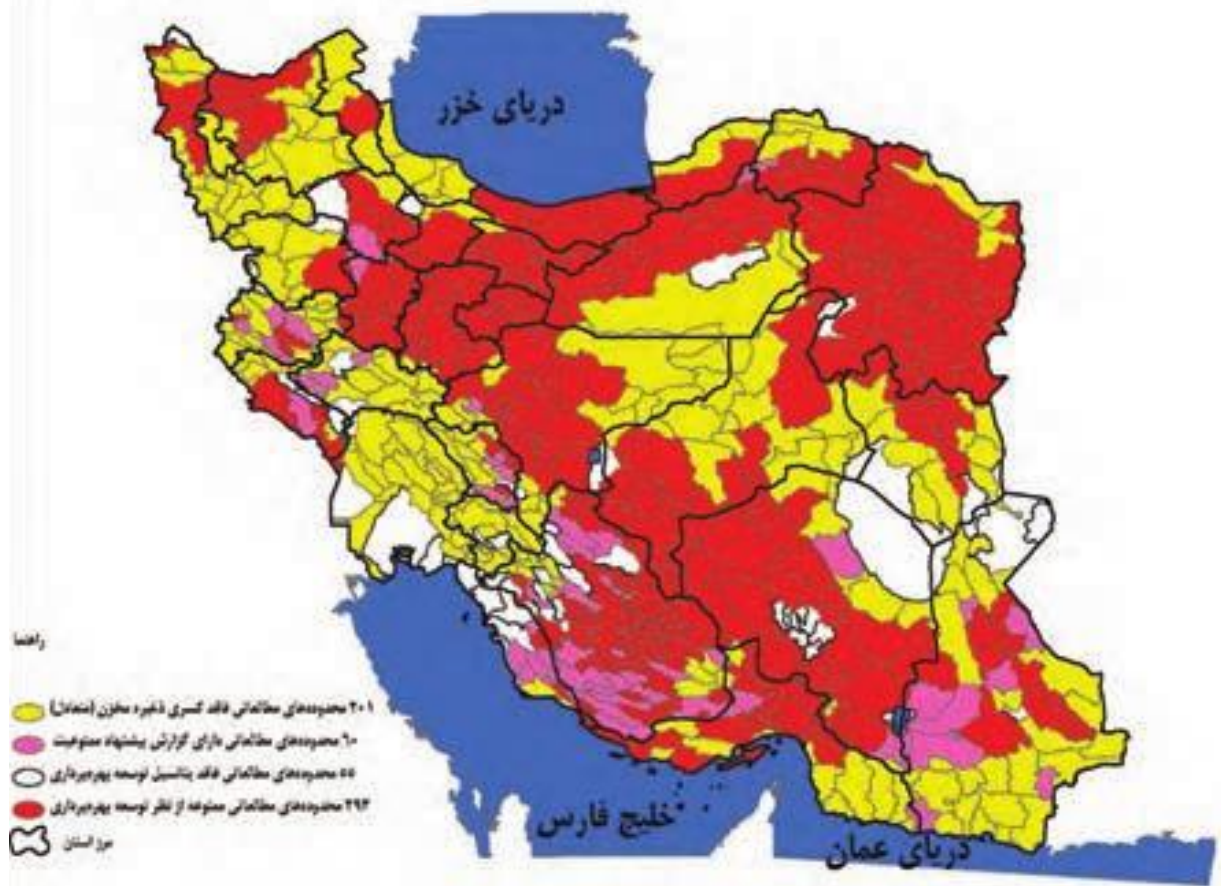 دریای خزر
راهنما
۲۰۱ محدوده‌های مطالعاتی فاقد کسری ذخیره مخزن (متعادل)
۶۰ محدوده‌های مطالعاتی دارای گزارش پیشنهاد ممنوعیت
۵۵ محدوده‌های مطالعاتی فاقد پتانسیل توسعه بهره‌برداری
۲۹۳ محدوده‌های مطالعاتی ممنوعه از نظر توسعه بهره‌برداری
مرز استان
خلیج فارس
دریای عمان